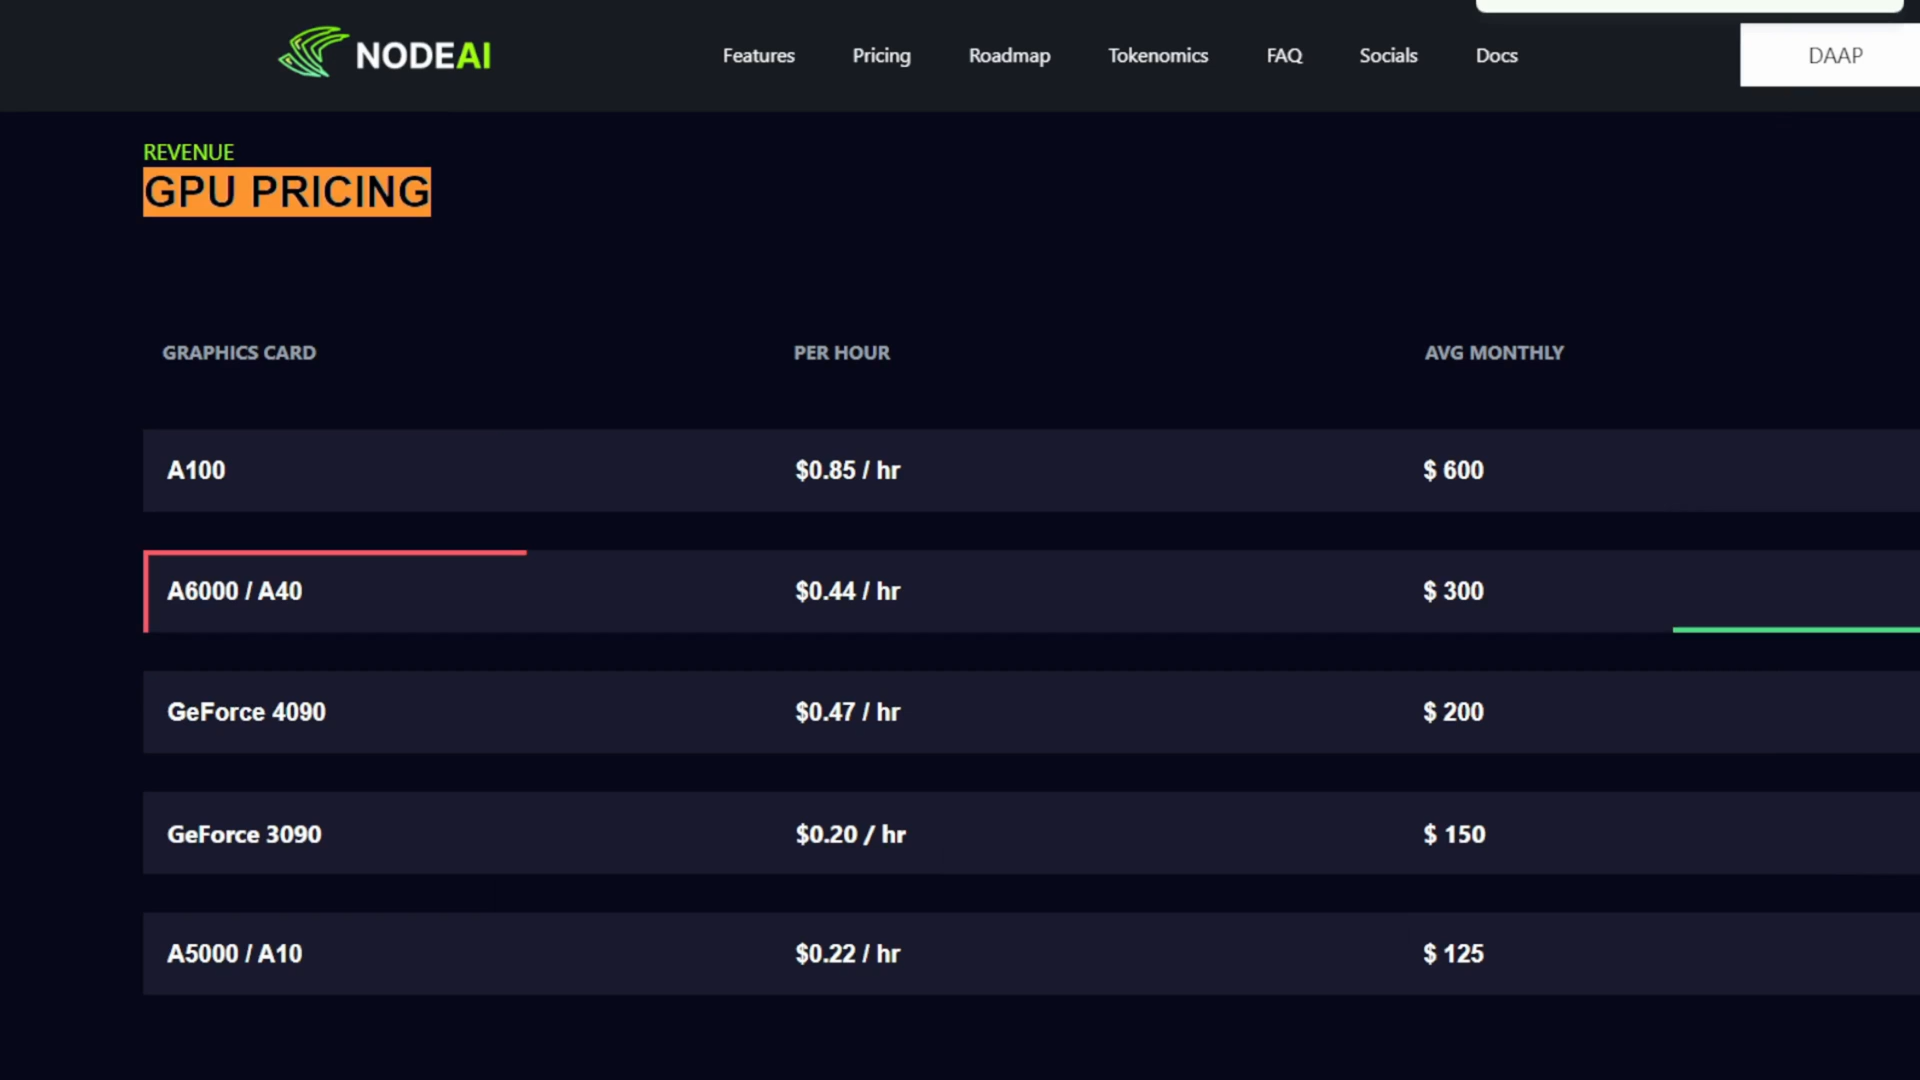 NODEAI Features Pricing Roadmap Tokenomics FAQ Socials Docs DAAP
REVENUE
GPU PRICING
GRAPHICS CARD PER HOUR AVG MONTHLY
A100 $0.85 / hr $ 600
A6000 / A40 $0.44 / hr $ 300
GeForce 4090 $0.47 / hr $ 200
GeForce 3090 $0.20 / hr $ 150
A5000 / A10 $0.22 / hr $ 125